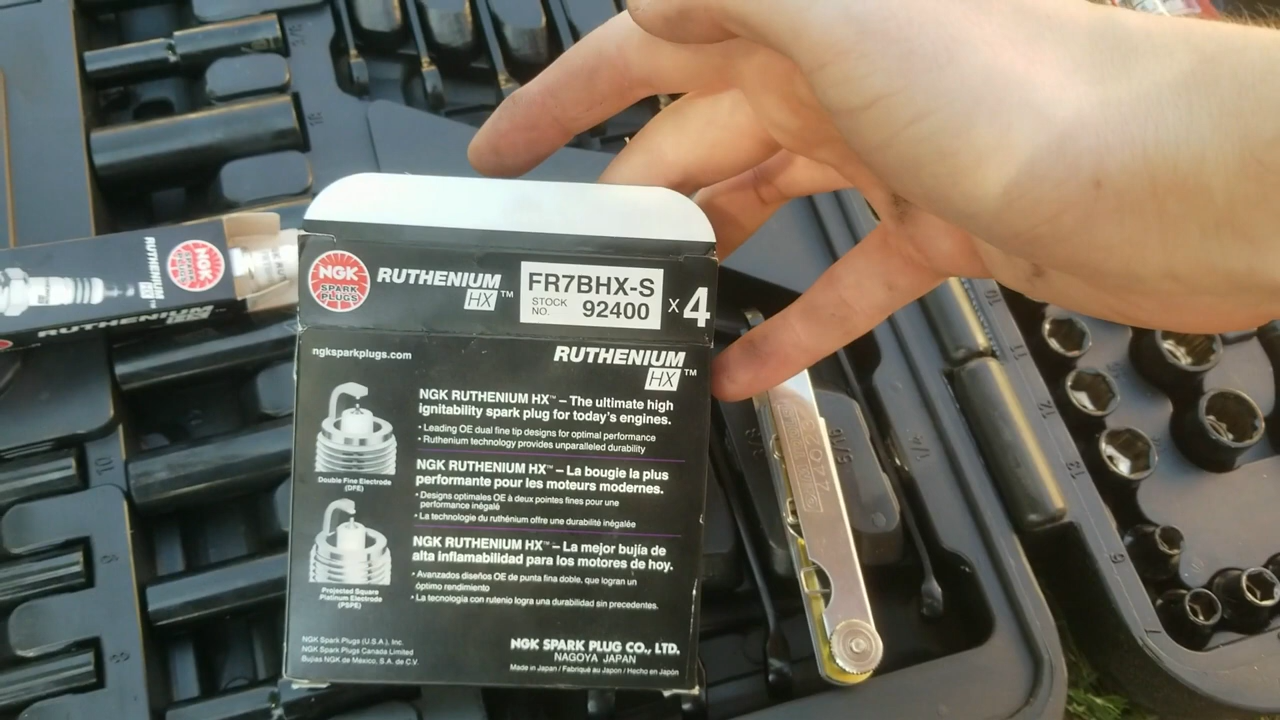 NGK
SPARK
PLUGS
RUTHENIUM
HX™
FR7BHX-S
STOCK
NO. 92400
x4
ngksparkplugs.com
RUTHENIUM
HX™
NGK RUTHENIUM HX™ – The ultimate high
ignitability spark plug for today's engines.
• Leading OE dual fine tip designs for optimal performance
• Ruthenium technology provides unparalleled durability
Double Fine Electrode
(DFE)
NGK RUTHENIUM HX™ – La bougie la plus
performante pour les moteurs modernes.
• Designs optimales OE à deux pointes fines pour une
performance inégalé
• La technologie du ruthénium offre une durabilité inégalée
NGK RUTHENIUM HX™ – La mejor bujía de
alta inflamabilidad para los motores de hoy.
• Avanzados diseños OE de punta fina doble, que logran un
óptimo rendimiento
• La tecnologia con rutenio logra una durabilidad sin precedentes.
Projected Square
Platinum Electrode
(PSPE)
NGK Spark Plugs (U.S.A.), Inc.
NGK Spark Plugs Canada Limited
Bujias NGK de México, S.A. de C.V.
NGK SPARK PLUG CO., LTD.
NAGOYA JAPAN
Made in Japan / Fabriqué au Japon / Hecho en Japón
RUTHENIUM
HX
NGK
SPARK
PLUGS
RUTHENIUM